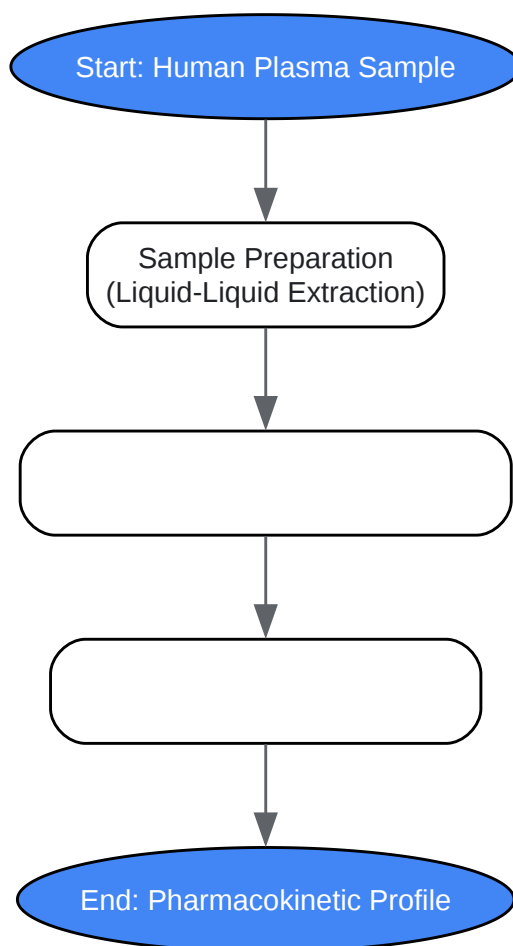 Start: Human Plasma Sample
Sample Preparation
(Liquid-Liquid Extraction)
End: Pharmacokinetic Profile